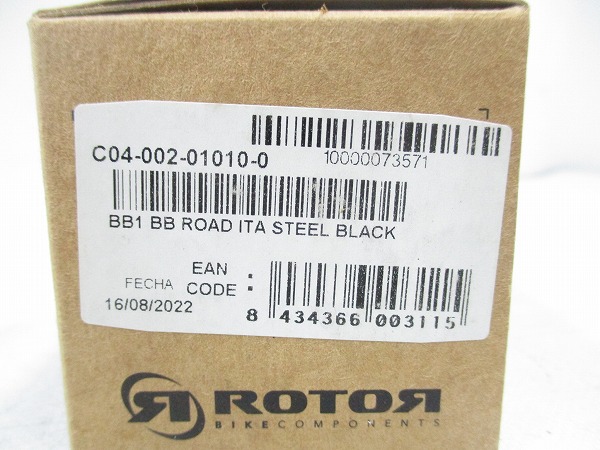 10000073571
C04-002-01010-0
BB1 BB ROAD ITA STEEL BLACK
EAN
FECHA CODE :
16/08/2022
8 434366 003115
ROTOR
BIKECOMPONENTS